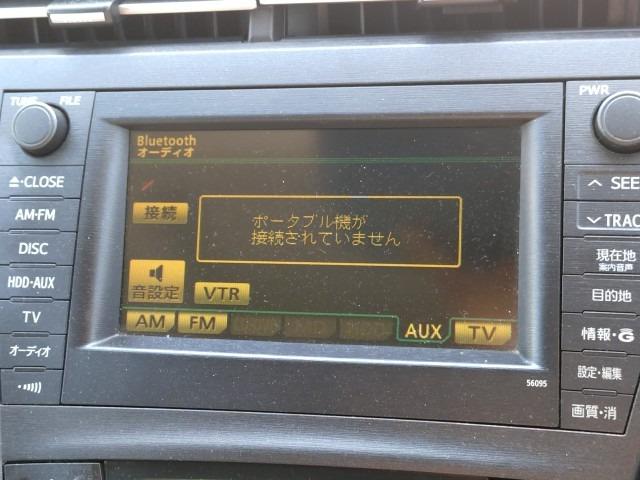 TUNE FILE
PWR
▲CLOSE
AM・FM
DISC
HDD・AUX
TV
オーディオ
Bluetooth
オーディオ
接続
ポータブル機が
接続されていません
音設定
VTR
AM
FM
AUX
TV
56095
SEE
TRAC
現在地
案内音声
目的地
情報・G
設定・編集
画質・消